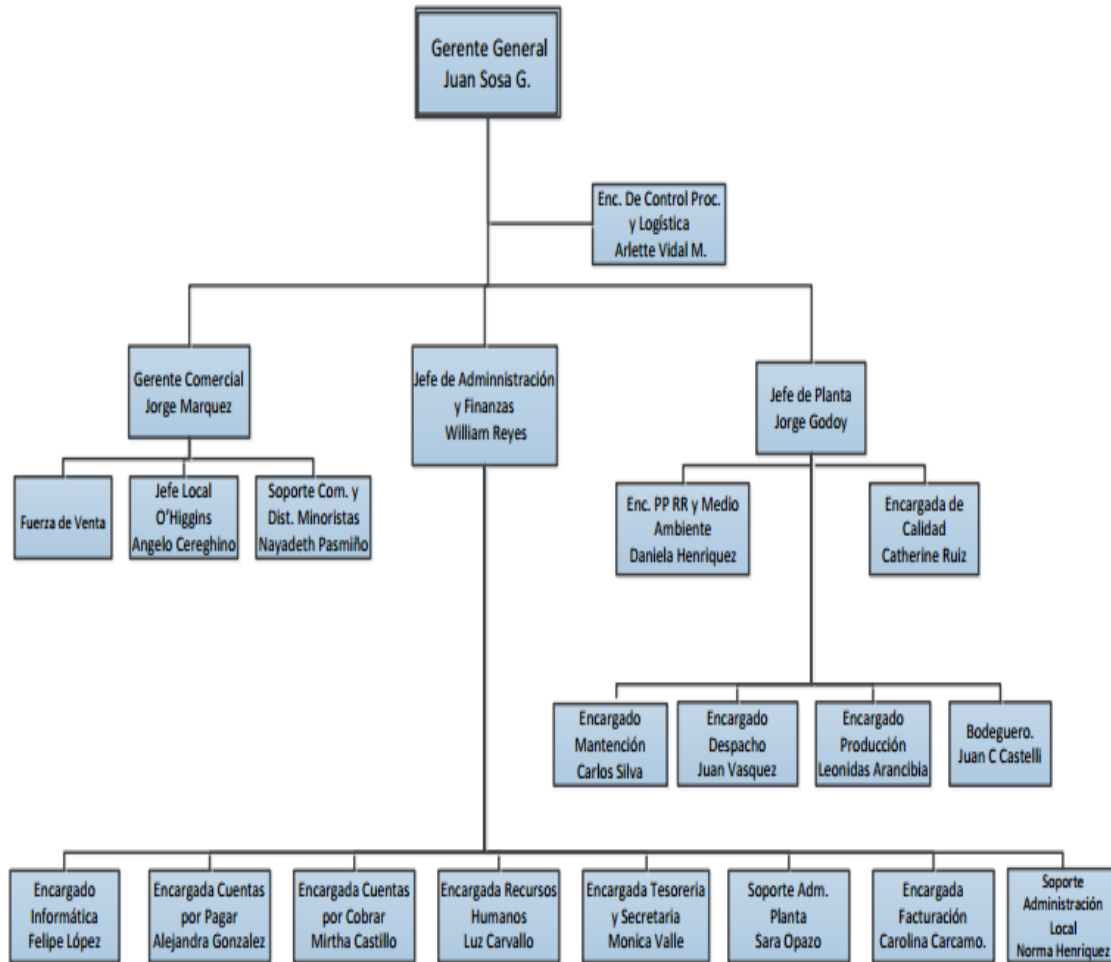 Gerente General
Juan Sosa G.
Enc. De Control Proc.
y Logística
Arlette Vidal M.
Gerente Comercial
Jorge Marquez
Jefe de Adminnistración
y Finanzas
William Reyes
Jefe de Planta
Jorge Godoy
Fuerza de Venta
Jefe Local
O'Higgins
Angelo Cereghino
Soporte Com. y
Dist. Minoristas
Nayadeth Pasmiño
Enc. PP RR y Medio
Ambiente
Daniela Henriquez
Encargada de
Calidad
Catherine Ruiz
Encargado
Mantención
Carlos Silva
Encargado
Despacho
Juan Vasquez
Encargado
Producción
Leonidas Arancibia
Bodeguero.
Juan C Castelli
Encargado
Informática
Felipe López
Encargada Cuentas
por Pagar
Alejandra Gonzalez
Encargada Cuentas
por Cobrar
Mirtha Castillo
Encargada Recursos
Humanos
Luz Carvallo
Encargada Tesoreria
y Secretaria
Monica Valle
Soporte Adm.
Planta
Sara Opazo
Encargada
Facturación
Carolina Carcamo.
Soporte
Administración
Local
Norma Henriquez